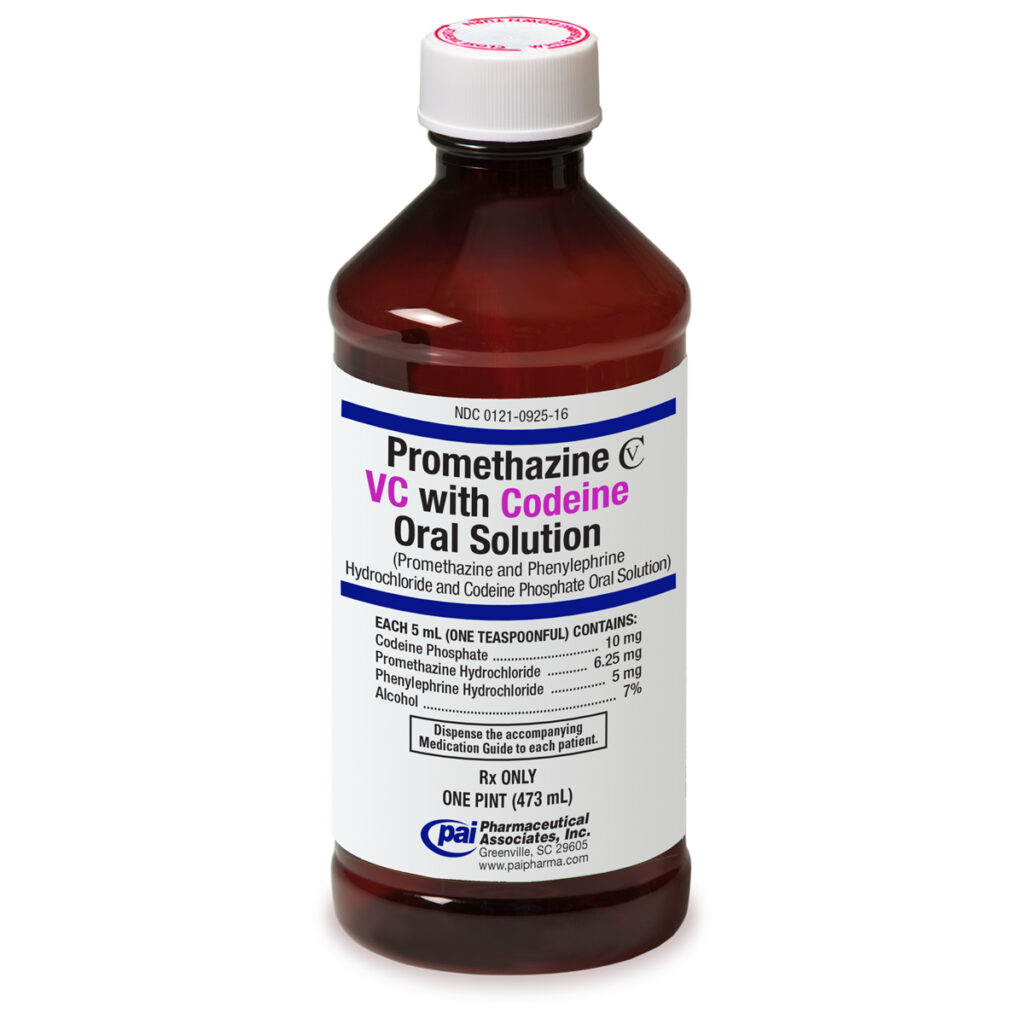 NDC 0121-0925-16
Promethazine CV
VC with Codeine
Oral Solution
(Promethazine and Phenylephrine
Hydrochloride and Codeine Phosphate Oral Solution)
EACH 5 mL (ONE TEASPOONFUL) CONTAINS:
Codeine Phosphate .............................. 10 mg
Promethazine Hydrochloride .......... 6.25 mg
Phenylephrine Hydrochloride .............. 5 mg
Alcohol ................................................... 7%
Dispense the accompanying
Medication Guide to each patient.
Rx ONLY
ONE PINT (473 mL)
pai Pharmaceutical
Associates, Inc.
Greenville, SC 29605
www.paipharma.com